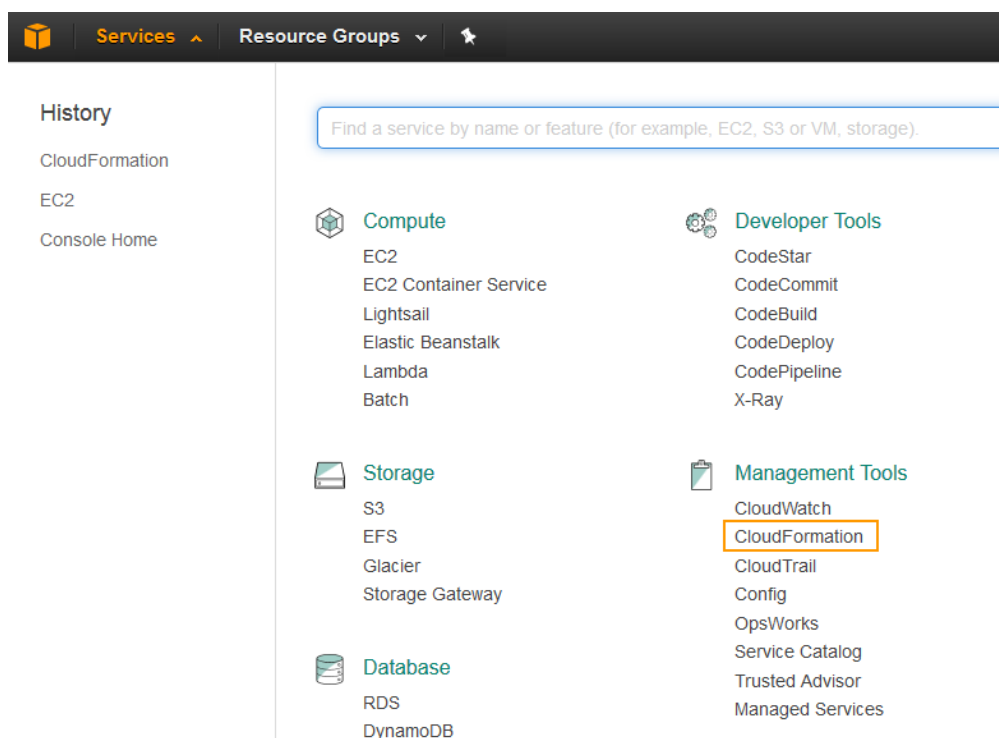 Services
Resource Groups
History
CloudFormation
EC2
Console Home
Find a service by name or feature (for example, EC2, S3 or VM, storage).
Compute
EC2
EC2 Container Service
Lightsail
Elastic Beanstalk
Lambda
Batch
Storage
S3
EFS
Glacier
Storage Gateway
Database
RDS
DynamoDB
Developer Tools
CodeStar
CodeCommit
CodeBuild
CodeDeploy
CodePipeline
X-Ray
Management Tools
CloudWatch
CloudFormation
CloudTrail
Config
OpsWorks
Service Catalog
Trusted Advisor
Managed Services